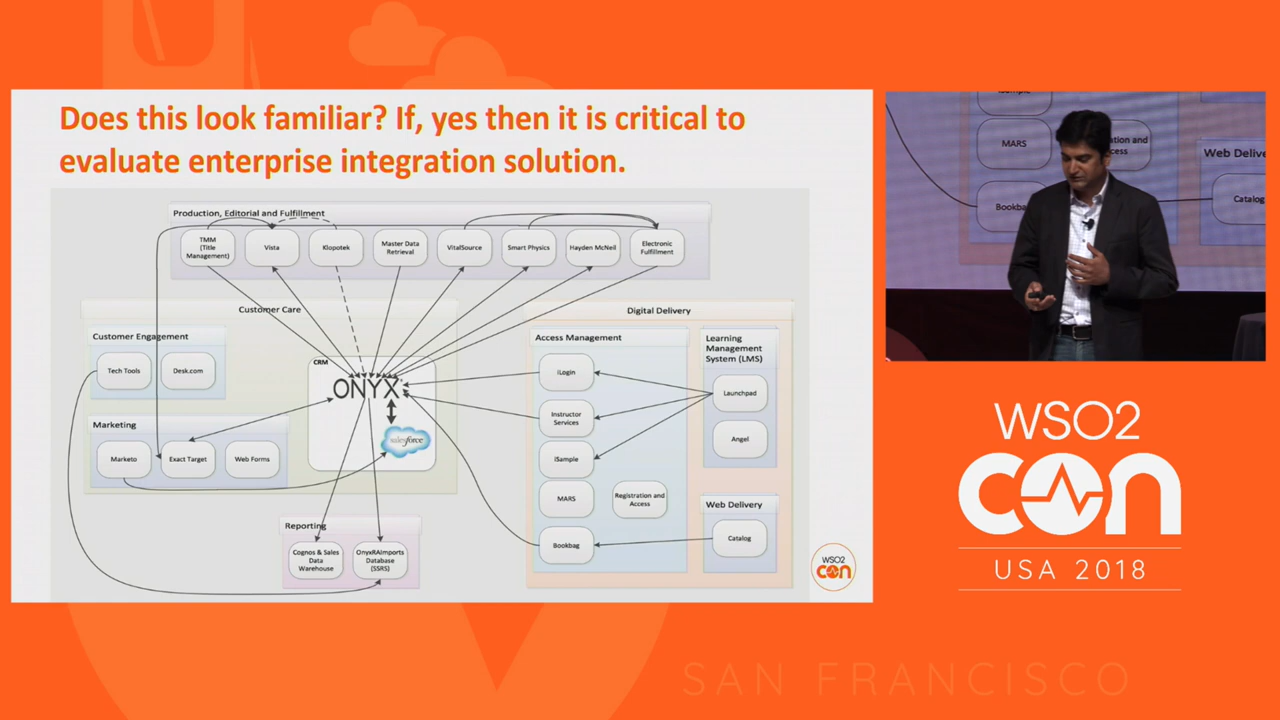 Does this look familiar? If, yes then it is critical to
evaluate enterprise integration solution.
Production, Editorial and Fulfillment
TMM
(Title
Management)
Vista
Klopotek
Master Data
Retrieval
VitalSource
Smart Physics
Hayden McNeil
Electronic
Fulfillment
Customer Care
Customer Engagement
Tech Tools
Desk.com
Marketing
Marketo
Exact Target
Web Forms
CRM
ONYX
salesforce
Reporting
Cognos & Sales
Data
Warehouse
OnyxRAImports
Database
(SSRS)
Digital Delivery
Access Management
iLogin
Instructor
Services
iSample
MARS
Bookbag
Registration and
Access
Learning
Management
System (LMS)
Launchpad
Angel
Web Delivery
Catalog
WSO2
CON
MARS
ation and
cess
Web Delive
Catalog
Bookba
WSO2
CON
USA 2018
SAN FRANCISCO